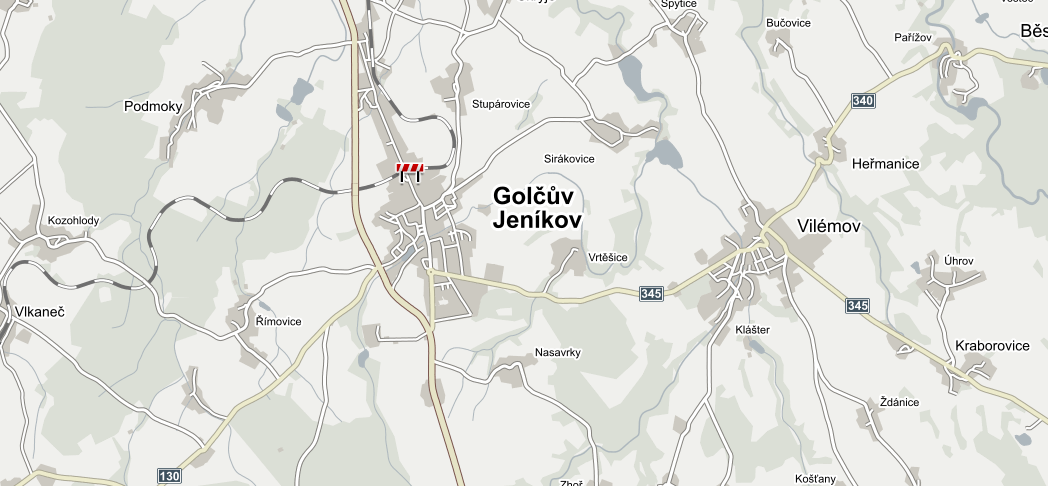 Spytice
Bučovice
Běs
Pařížov
Podmoky
Stupárovice
340
Sirákovice
Heřmanice
Golčův
Jeníkov
Kozohlody
Vilémov
Vrtěšice
Úhrov
345
345
Vlkaneč
Římovice
Klášter
Kraborovice
Nasavrky
Ždánice
130
Košťany
Zhoř